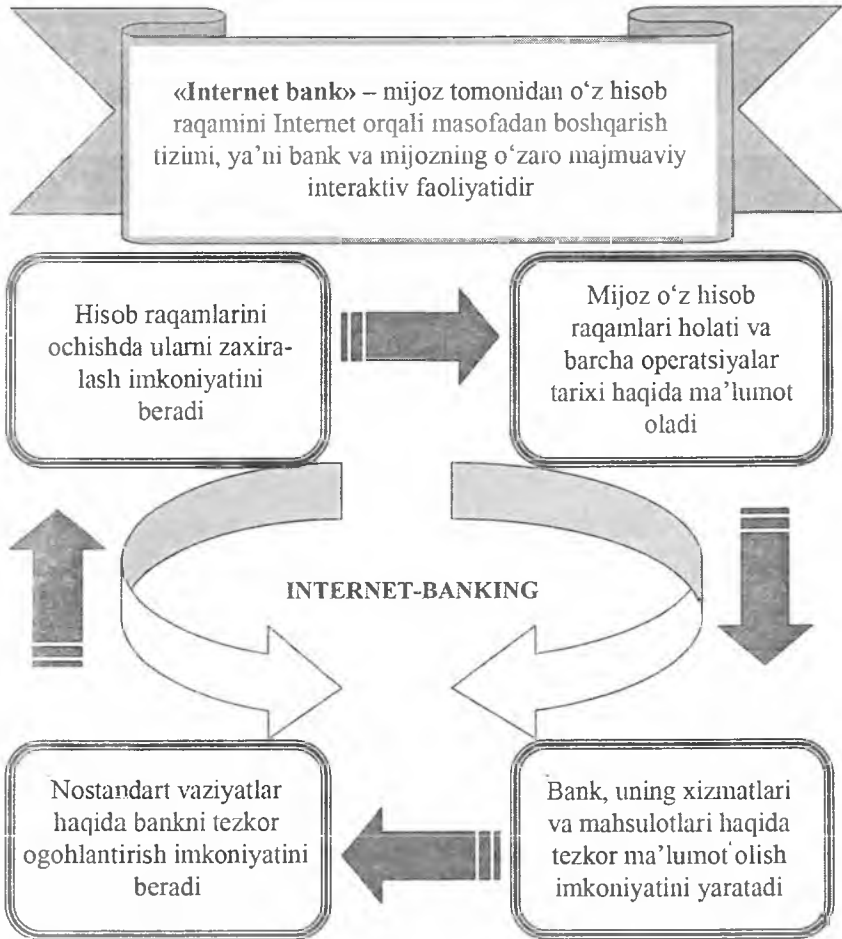 «Internet bank» – mijoz tomonidan o‘z hisob
raqamini Internet orqali masofadan boshqarish
tizimi, ya’ni bank va mijozning o‘zaro majmuaviy
interaktiv faoliyatidir
Hisob raqamlarini
ochishda ularni zaxira-
lash imkoniyatini
beradi
Mijoz o‘z hisob
raqamlari holati va
barcha operatsiyalar
tarixi haqida ma’lumot
oladi
INTERNET-BANKING
Nostandart vaziyatlar
haqida bankni tezkor
ogohlantirish imkoniyatini
beradi
Bank, uning xizmatlari
va mahsulotlari haqida
tezkor ma’lumot olish
imkoniyatini yaratadi